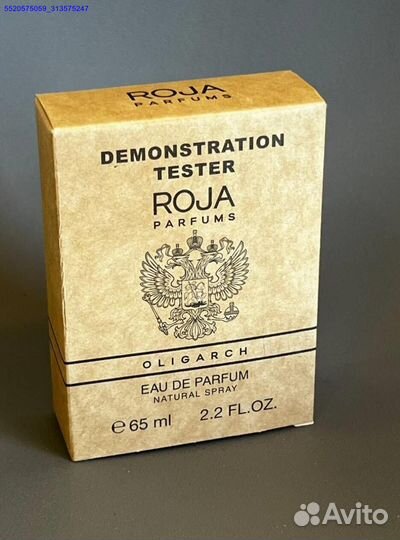 5520575059_313575247
ROJA
PARFUMS
DEMONSTRATION
TESTER
ROJA
PARFUMS
OLIGARCH
EAU DE PARFUM
NATURAL SPRAY
℮ 65 ml 2.2 FL.OZ.
Avito